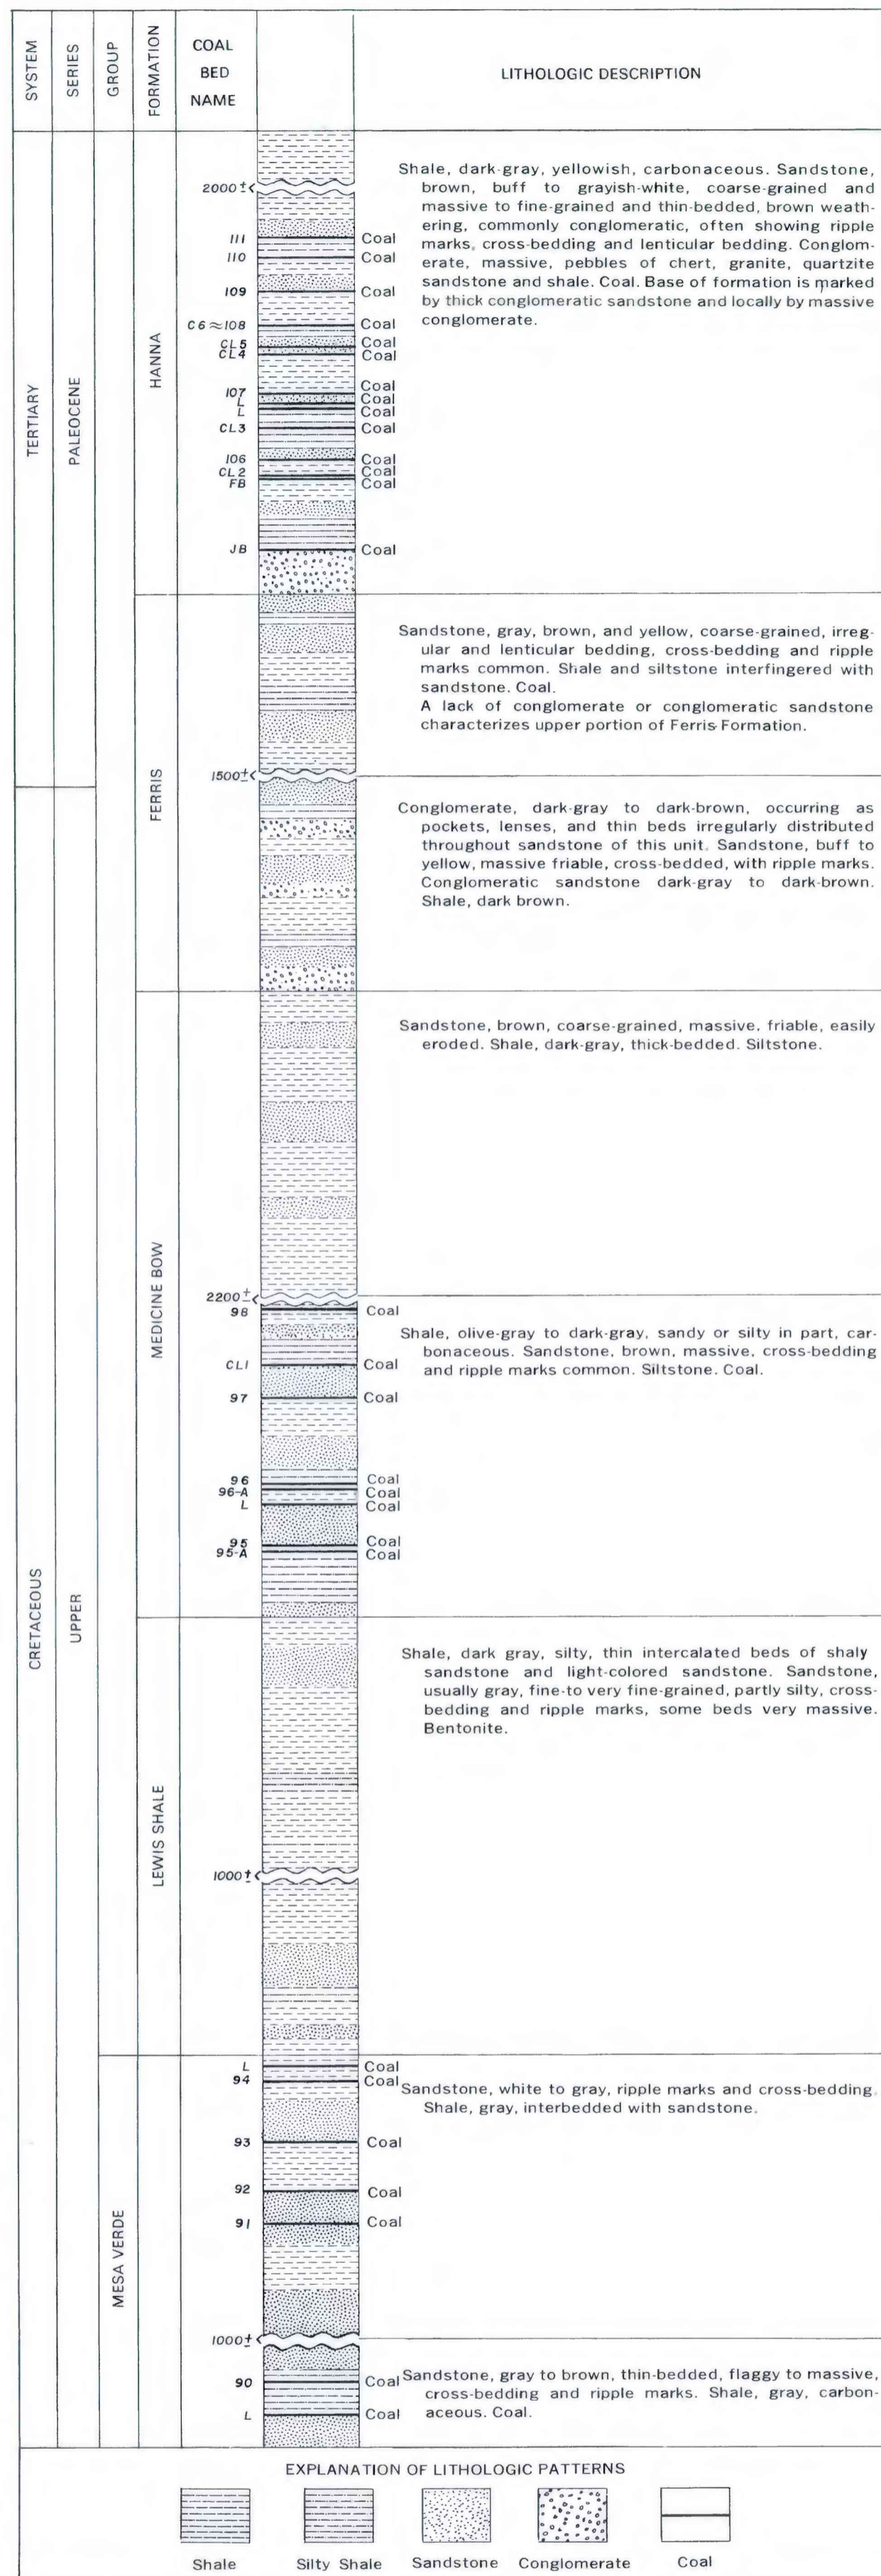 SYSTEM
SERIES
GROUP
FORMATION
COAL
BED
NAME
LITHOLOGIC DESCRIPTION
TERTIARY
PALEOCENE
HANNA
2000±
111
110
109
C6≈108
CL5
CL4
107
L
L
CL3
106
CL2
FB
JB
Coal
Coal
Coal
Coal
Coal
Coal
Coal
Coal
Coal
Coal
Coal
Coal
Coal
Coal
Shale, dark-gray, yellowish, carbonaceous. Sandstone,
brown, buff to grayish-white, coarse-grained and
massive to fine-grained and thin-bedded, brown weath-
ering, commonly conglomeratic, often showing ripple
marks, cross-bedding and lenticular bedding. Conglom-
erate, massive, pebbles of chert, granite, quartzite
sandstone and shale. Coal. Base of formation is marked
by thick conglomeratic sandstone and locally by massive
conglomerate.
FERRIS
Sandstone, gray, brown, and yellow, coarse-grained, irreg-
ular and lenticular bedding, cross-bedding and ripple
marks common. Shale and siltstone interfingered with
sandstone. Coal.
A lack of conglomerate or conglomeratic sandstone
characterizes upper portion of Ferris Formation.
1500±
CRETACEOUS
UPPER
Conglomerate, dark-gray to dark-brown, occurring as
pockets, lenses, and thin beds irregularly distributed
throughout sandstone of this unit. Sandstone, buff to
yellow, massive friable, cross-bedded, with ripple marks.
Conglomeratic sandstone dark-gray to dark-brown.
Shale, dark brown.
MEDICINE BOW
Sandstone, brown, coarse-grained, massive, friable, easily
eroded. Shale, dark-gray, thick-bedded. Siltstone.
2200±
98
CL1
97
96
96-A
L
95
95-A
Coal
Coal
Coal
Coal
Coal
Coal
Coal
Coal
Shale, olive-gray to dark-gray, sandy or silty in part, car-
bonaceous. Sandstone, brown, massive, cross-bedding
and ripple marks common. Siltstone. Coal.
LEWIS SHALE
Shale, dark gray, silty, thin intercalated beds of shaly
sandstone and light-colored sandstone. Sandstone,
usually gray, fine-to very fine-grained, partly silty, cross-
bedding and ripple marks, some beds very massive.
Bentonite.
1000±
MESA VERDE
L
94
93
92
91
Coal
Coal
Coal
Coal
Coal
Sandstone, white to gray, ripple marks and cross-bedding.
Shale, gray, interbedded with sandstone.
1000±
90
L
Coal
Coal
Sandstone, gray to brown, thin-bedded, flaggy to massive,
cross-bedding and ripple marks. Shale, gray, carbon-
aceous. Coal.
EXPLANATION OF LITHOLOGIC PATTERNS
Shale
Silty Shale
Sandstone
Conglomerate
Coal